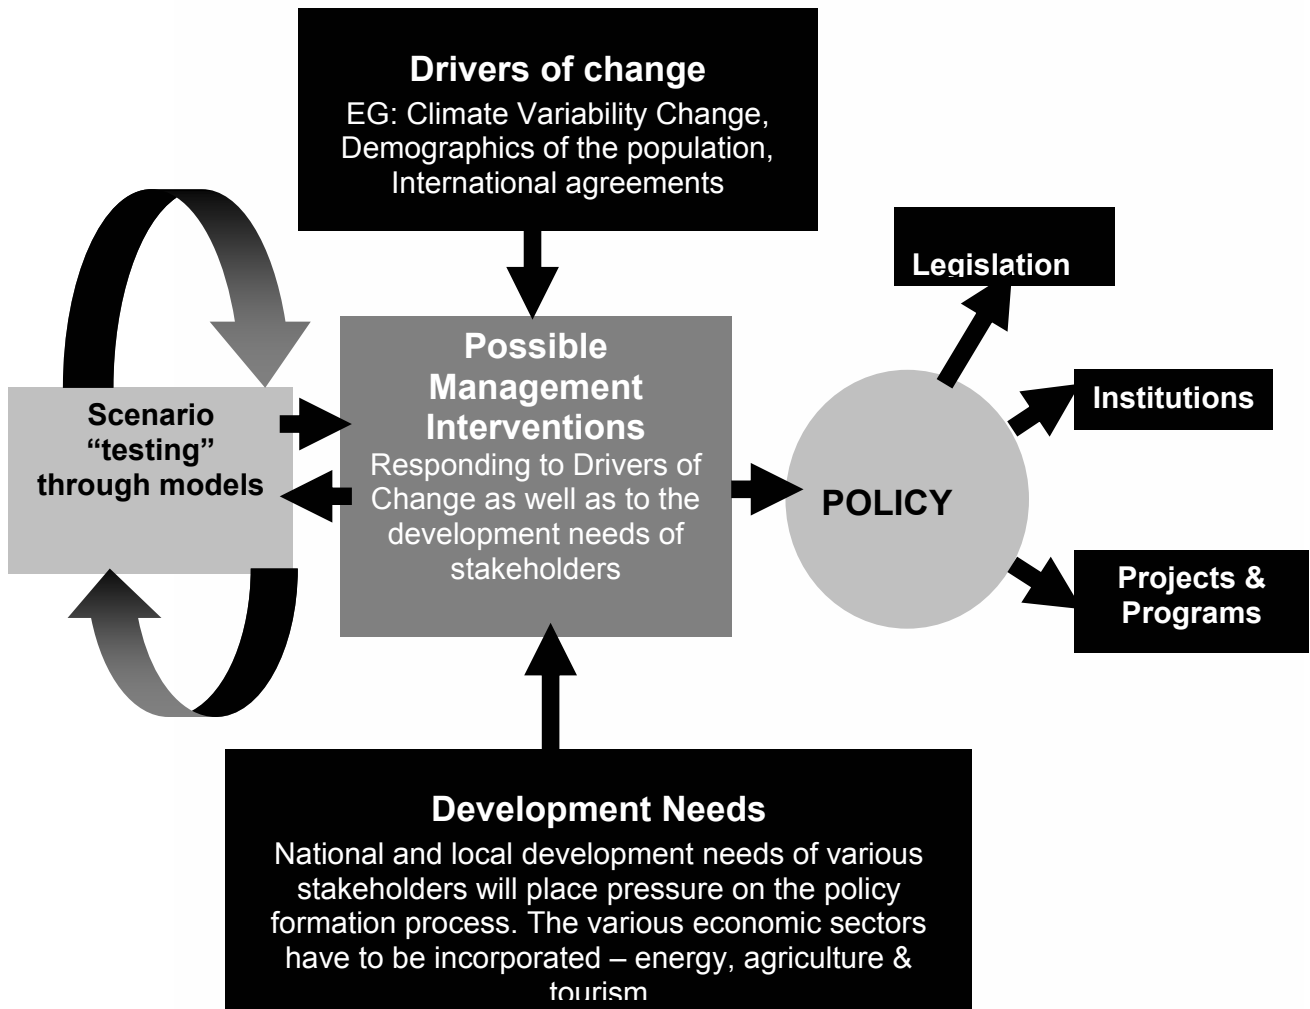 Drivers of change
EG: Climate Variability Change,
Demographics of the population,
International agreements
Legislation
Possible
Management
Interventions
Responding to Drivers of
Change as well as to the
development needs of
stakeholders
Scenario
“testing”
through models
POLICY
Institutions
Projects &
Programs
Development Needs
National and local development needs of various
stakeholders will place pressure on the policy
formation process. The various economic sectors
have to be incorporated – energy, agriculture &
tourism